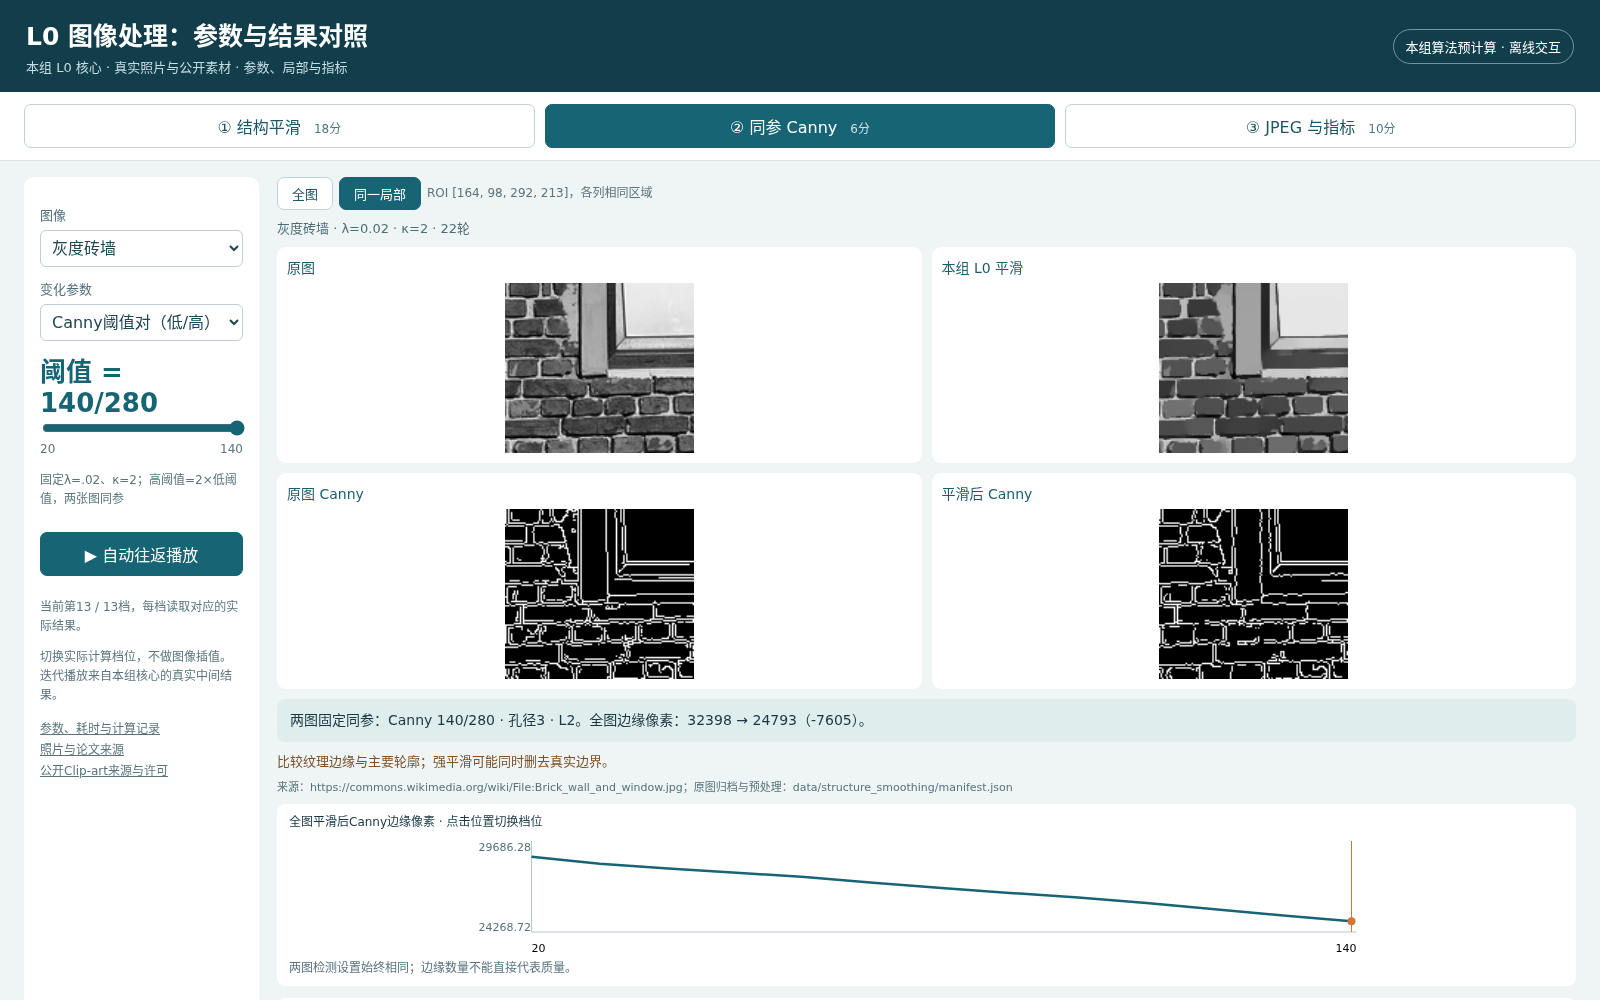 L0 图像处理：参数与结果对照
本组 L0 核心 · 真实照片与公开素材 · 参数、局部与指标
本组算法预计算 · 离线交互
① 结构平滑 18分
② 同参 Canny 6分
③ JPEG 与指标 10分
图像
灰度砖墙
变化参数
Canny阈值对（低/高）
阈值 =
140/280
20 140
固定λ=.02、κ=2；高阈值=2×低阈
值，两张图同参
▶ 自动往返播放
当前第13 / 13档，每档读取对应的实
际结果。
切换实际计算档位，不做图像插值。
迭代播放来自本组核心的真实中间结
果。
参数、耗时与计算记录
照片与论文来源
公开Clip-art来源与许可
全图 同一局部 ROI [164, 98, 292, 213]，各列相同区域
灰度砖墙 · λ=0.02 · κ=2 · 22轮
原图
本组 L0 平滑
原图 Canny
平滑后 Canny
两图固定同参：Canny 140/280 · 孔径3 · L2。全图边缘像素：32398 → 24793（-7605）。
比较纹理边缘与主要轮廓；强平滑可能同时删去真实边界。
来源：https://commons.wikimedia.org/wiki/File:Brick_wall_and_window.jpg；原图归档与预处理：data/structure_smoothing/manifest.json
全图平滑后Canny边缘像素 · 点击位置切换档位
29686.28
24268.72
20 140
两图检测设置始终相同；边缘数量不能直接代表质量。